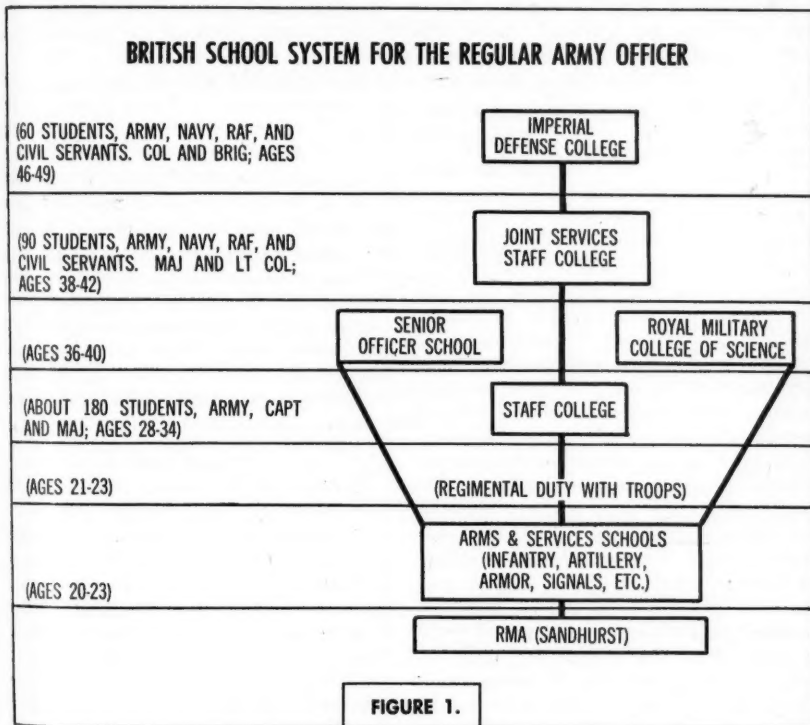 BRITISH SCHOOL SYSTEM FOR THE REGULAR ARMY OFFICER
(60 STUDENTS, ARMY, NAVY, RAF, AND
CIVIL SERVANTS. COL AND BRIG; AGES
46-49)
IMPERIAL
DEFENSE COLLEGE
(90 STUDENTS, ARMY, NAVY, RAF, AND
CIVIL SERVANTS. MAJ AND LT COL;
AGES 38-42)
JOINT SERVICES
STAFF COLLEGE
(AGES 36-40)
SENIOR
OFFICER SCHOOL
ROYAL MILITARY
COLLEGE OF SCIENCE
(ABOUT 180 STUDENTS, ARMY, CAPT
AND MAJ; AGES 28-34)
STAFF COLLEGE
(AGES 21-23)
(REGIMENTAL DUTY WITH TROOPS)
(AGES 20-23)
ARMS & SERVICES SCHOOLS
(INFANTRY, ARTILLERY,
ARMOR, SIGNALS, ETC.)
RMA (SANDHURST)
FIGURE 1.